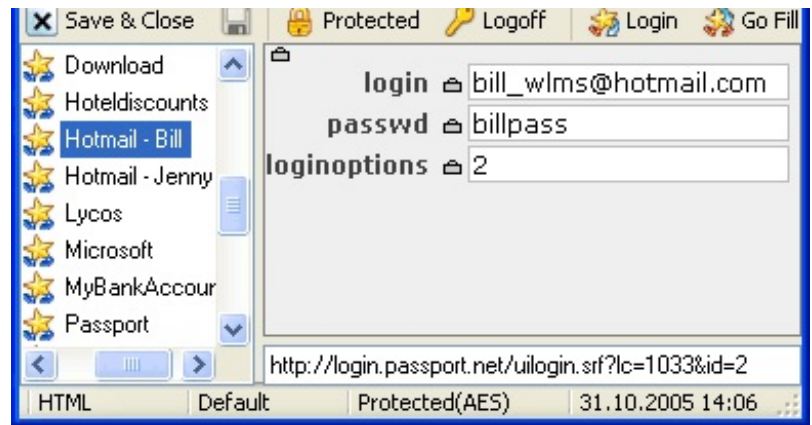 Save & Close Protected Logoff Login Go Fill
Download
Hoteldiscounts
Hotmail - Bill
Hotmail - Jenny
Lycos
Microsoft
MyBankAccour
Passport
login bill_wlms@hotmail.com
passwd billpass
loginoptions 2
http://login.passport.net/uilogin.srf?lc=1033&id=2
HTML Default Protected(AES) 31.10.2005 14:06